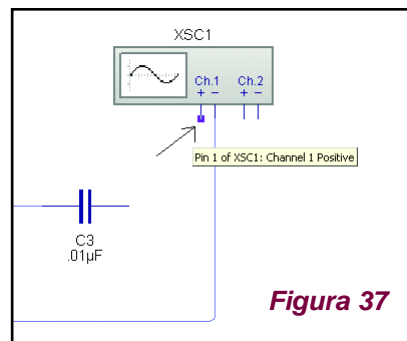 XSC1
Ch.1 Ch.2
+ − + −
Pin 1 of XSC1: Channel 1 Positive
C3
.01µF
Figura 37